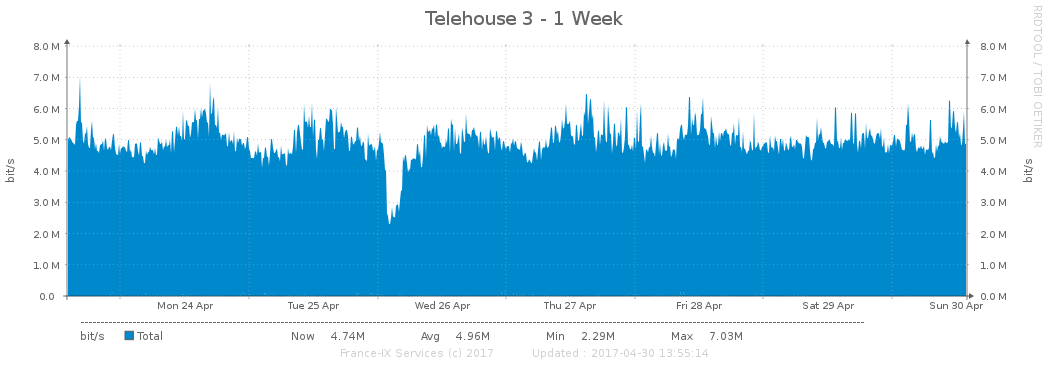 Telehouse 3 - 1 Week
RRDTOOL / TOBI OETIKER
8.0 M 8.0 M
7.0 M 7.0 M
6.0 M 6.0 M
5.0 M 5.0 M
4.0 M 4.0 M
3.0 M 3.0 M
2.0 M 2.0 M
1.0 M 1.0 M
0.0 0.0 M
bit/s bit/s
Mon 24 Apr Tue 25 Apr Wed 26 Apr Thu 27 Apr Fri 28 Apr Sat 29 Apr Sun 30 Apr
bit/s Total Now 4.74M Avg 4.96M Min 2.29M Max 7.03M
France-IX Services (c) 2017 Updated : 2017-04-30 13:55:14